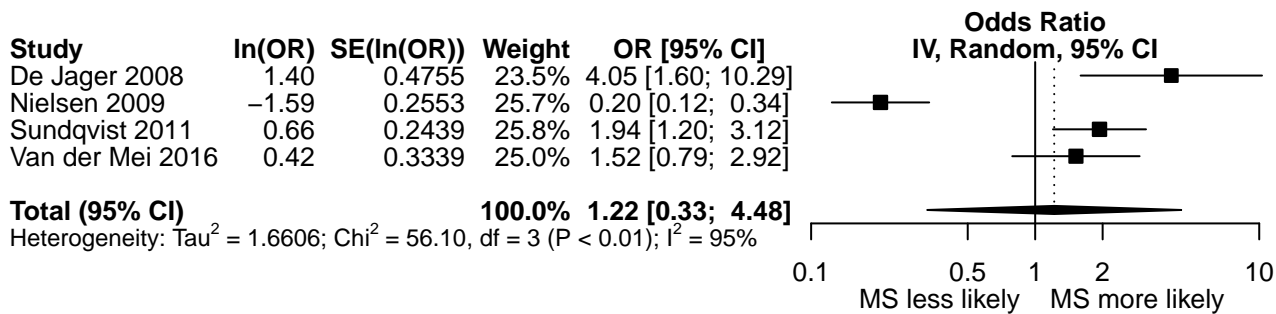 Odds Ratio
Study ln(OR) SE(ln(OR)) Weight OR [95% CI] IV, Random, 95% CI
De Jager 2008 1.40 0.4755 23.5% 4.05 [1.60; 10.29]
Nielsen 2009 −1.59 0.2553 25.7% 0.20 [0.12; 0.34]
Sundqvist 2011 0.66 0.2439 25.8% 1.94 [1.20; 3.12]
Van der Mei 2016 0.42 0.3339 25.0% 1.52 [0.79; 2.92]
Total (95% CI) 100.0% 1.22 [0.33; 4.48]
Heterogeneity: Tau² = 1.6606; Chi² = 56.10, df = 3 (P < 0.01); I² = 95%
0.1 0.5 1 2 10
MS less likely MS more likely